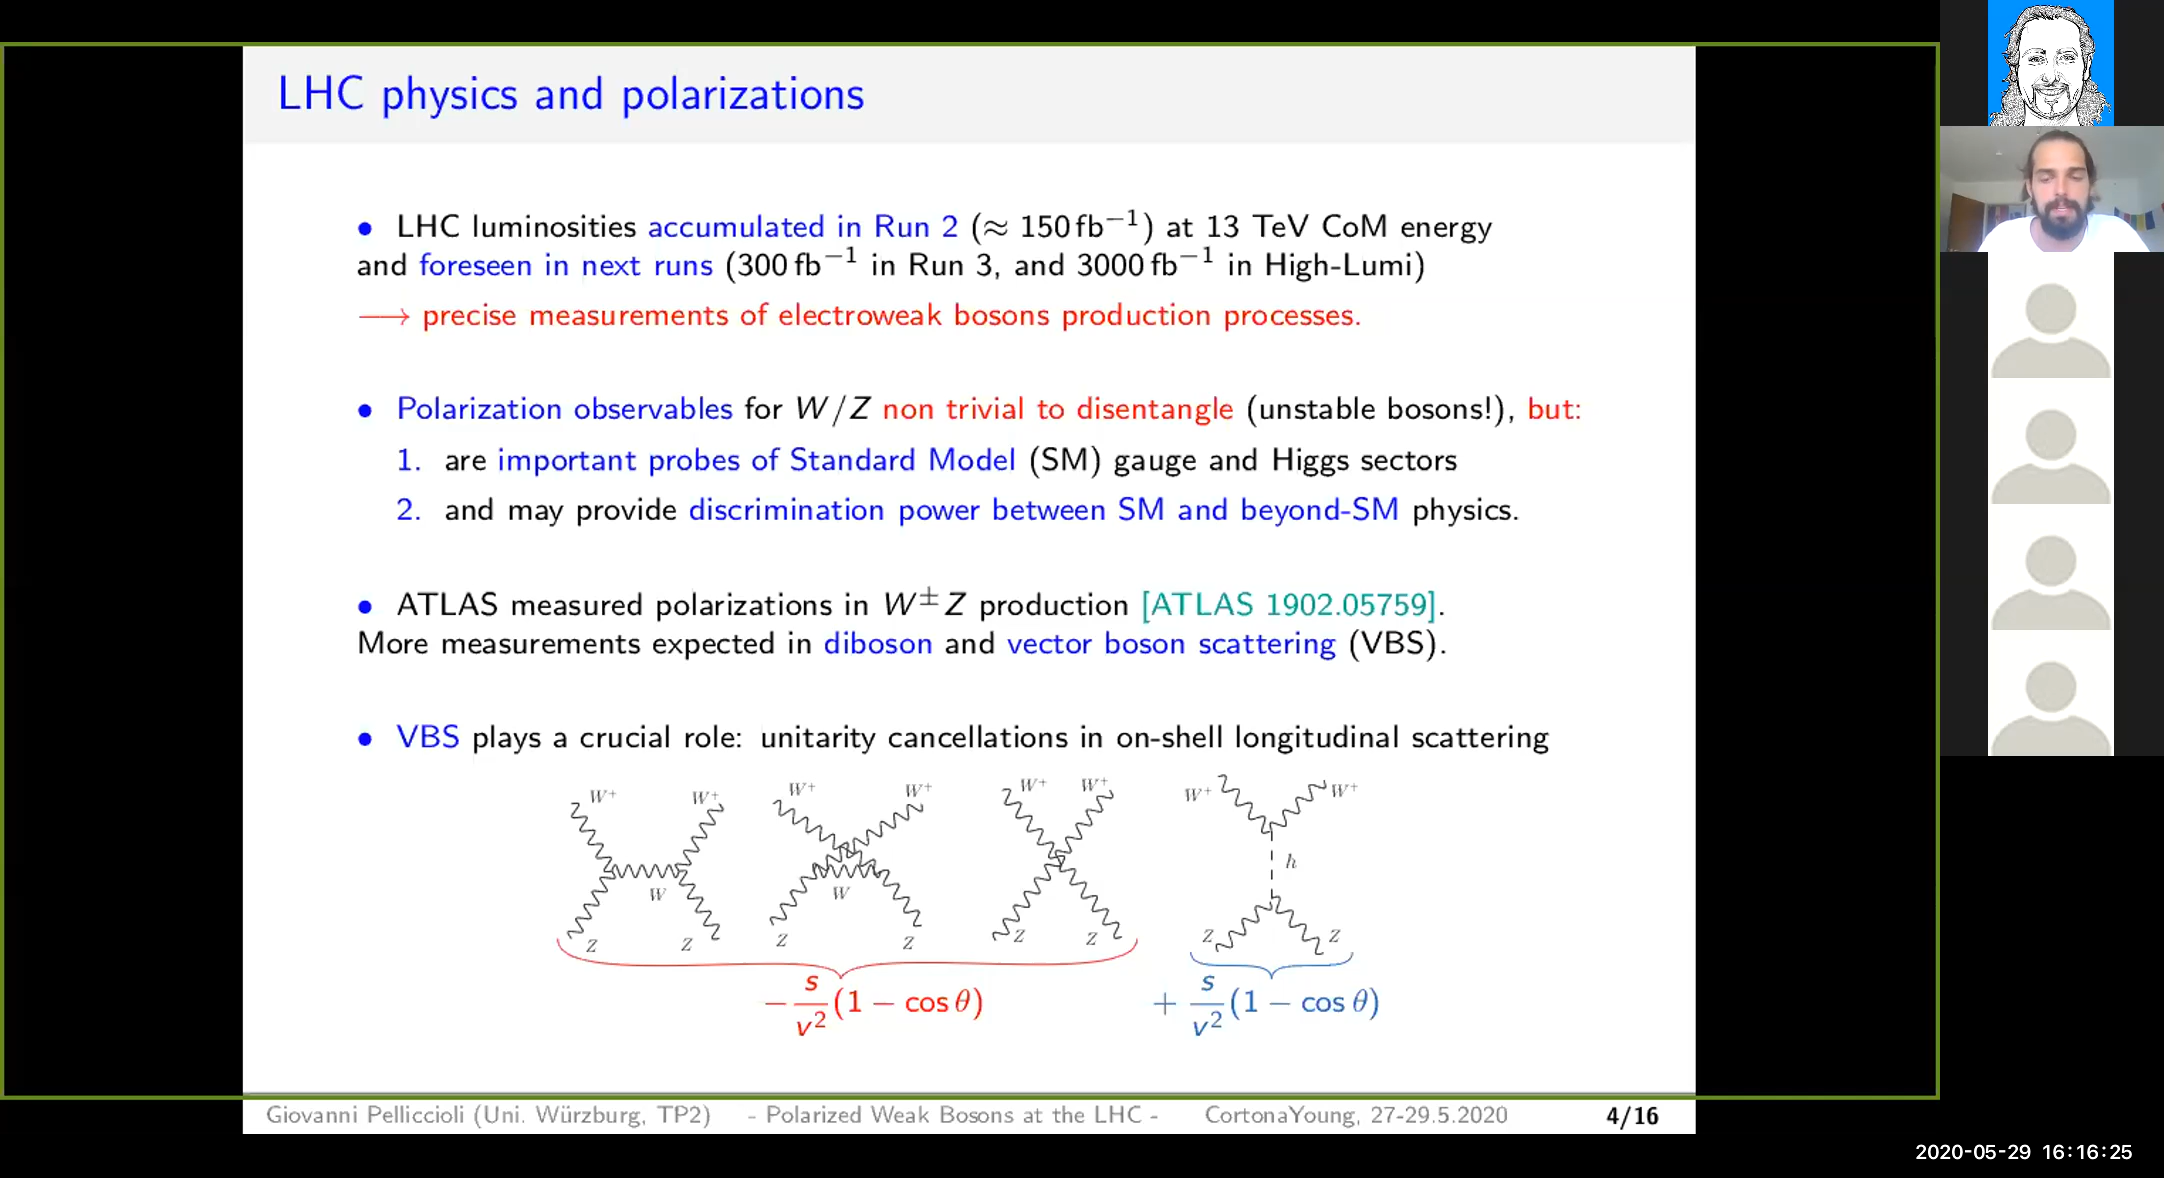 LHC physics and polarizations
• LHC luminosities accumulated in Run 2 (≈ 150 fb⁻¹) at 13 TeV CoM energy
and foreseen in next runs (300 fb⁻¹ in Run 3, and 3000 fb⁻¹ in High-Lumi)
⟶ precise measurements of electroweak bosons production processes.
• Polarization observables for W/Z non trivial to disentangle (unstable bosons!), but:
1. are important probes of Standard Model (SM) gauge and Higgs sectors
2. and may provide discrimination power between SM and beyond-SM physics.
• ATLAS measured polarizations in W±Z production [ATLAS 1902.05759].
More measurements expected in diboson and vector boson scattering (VBS).
• VBS plays a crucial role: unitarity cancellations in on-shell longitudinal scattering
W⁺ W⁺ W⁺ W⁺ W⁺ W⁺ W⁺ W⁺
W W h
Z Z Z Z Z Z Z Z
− s/v² (1 − cos θ) + s/v² (1 − cos θ)
Giovanni Pelliccioli (Uni. Würzburg, TP2) - Polarized Weak Bosons at the LHC - CortonaYoung, 27-29.5.2020 4/16
2020-05-29 16:16:25